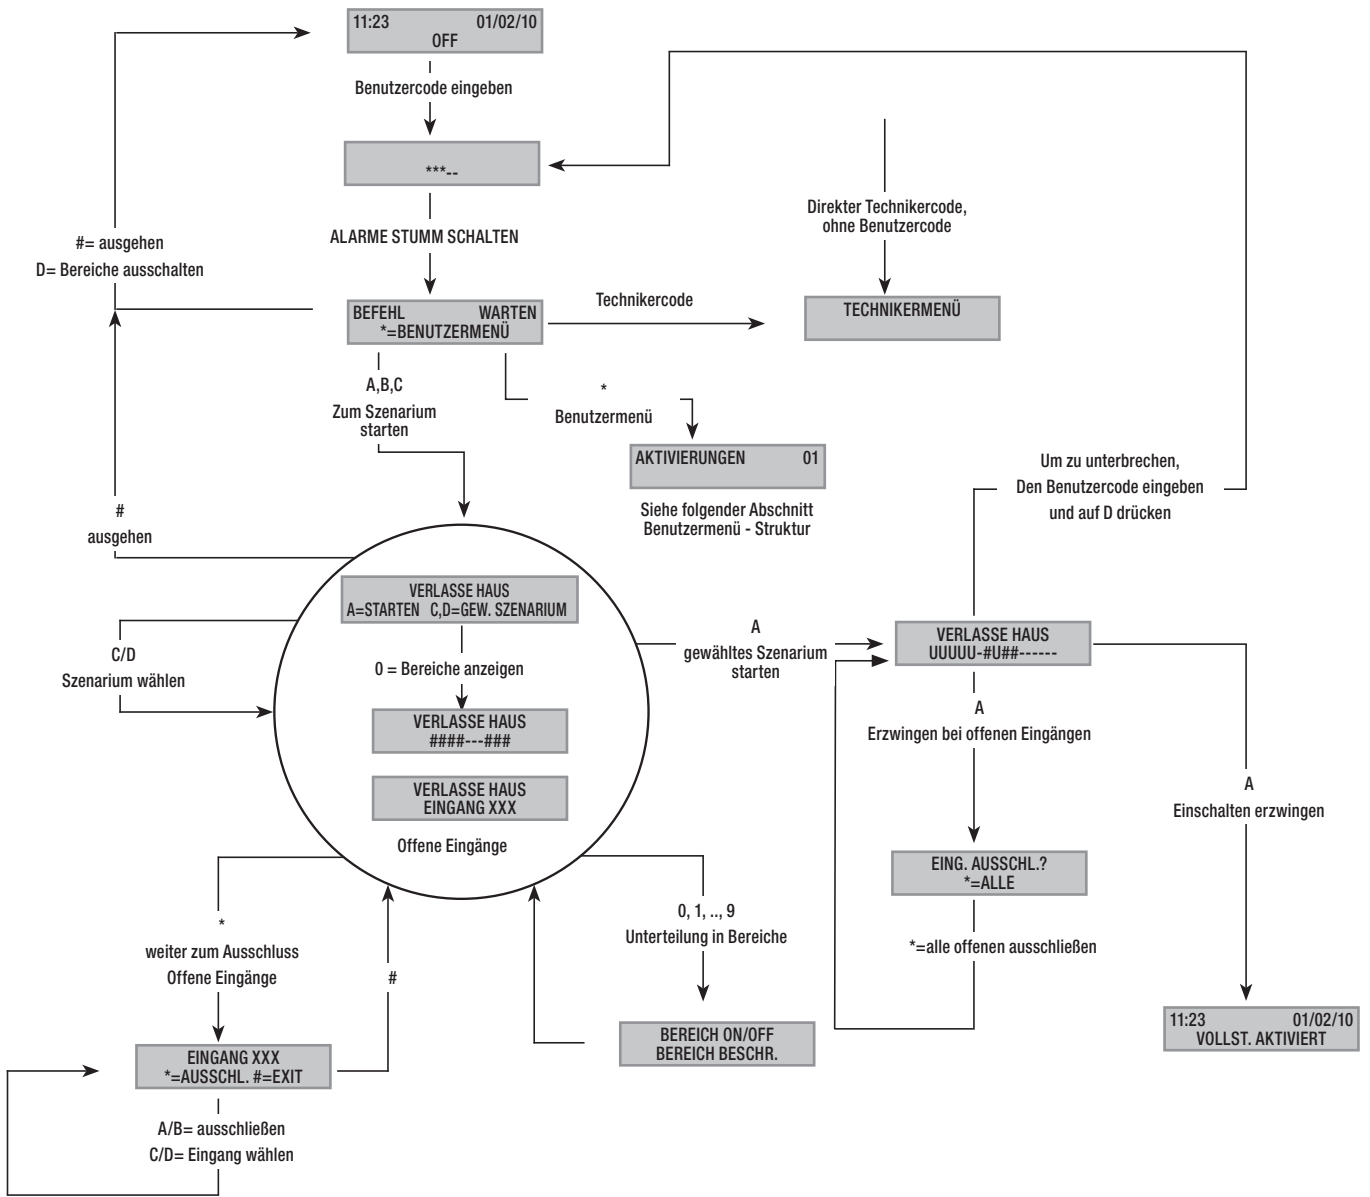 11:23 01/02/10
OFF
Benutzercode eingeben
***--
ALARME STUMM SCHALTEN
#= ausgehen
D= Bereiche ausschalten
Direkter Technikercode,
ohne Benutzercode
BEFEHL WARTEN
*=BENUTZERMENÜ
Technikercode
TECHNIKERMENÜ
A,B,C
Zum Szenarium
starten
*
Benutzermenü
AKTIVIERUNGEN 01
Siehe folgender Abschnitt
Benutzermenü - Struktur
Um zu unterbrechen,
Den Benutzercode eingeben
und auf D drücken
#
ausgehen
VERLASSE HAUS
A=STARTEN C,D=GEW. SZENARIUM
0 = Bereiche anzeigen
VERLASSE HAUS
####---###
VERLASSE HAUS
EINGANG XXX
Offene Eingänge
C/D
Szenarium wählen
A
gewähltes Szenarium
starten
VERLASSE HAUS
UUUUU-#U##------
A
Erzwingen bei offenen Eingängen
A
Einschalten erzwingen
EING. AUSSCHL.?
*=ALLE
*=alle offenen ausschließen
11:23 01/02/10
VOLLST. AKTIVIERT
*
weiter zum Ausschluss
Offene Eingänge
#
0, 1, .., 9
Unterteilung in Bereiche
BEREICH ON/OFF
BEREICH BESCHR.
EINGANG XXX
*=AUSSCHL. #=EXIT
A/B= ausschließen
C/D= Eingang wählen